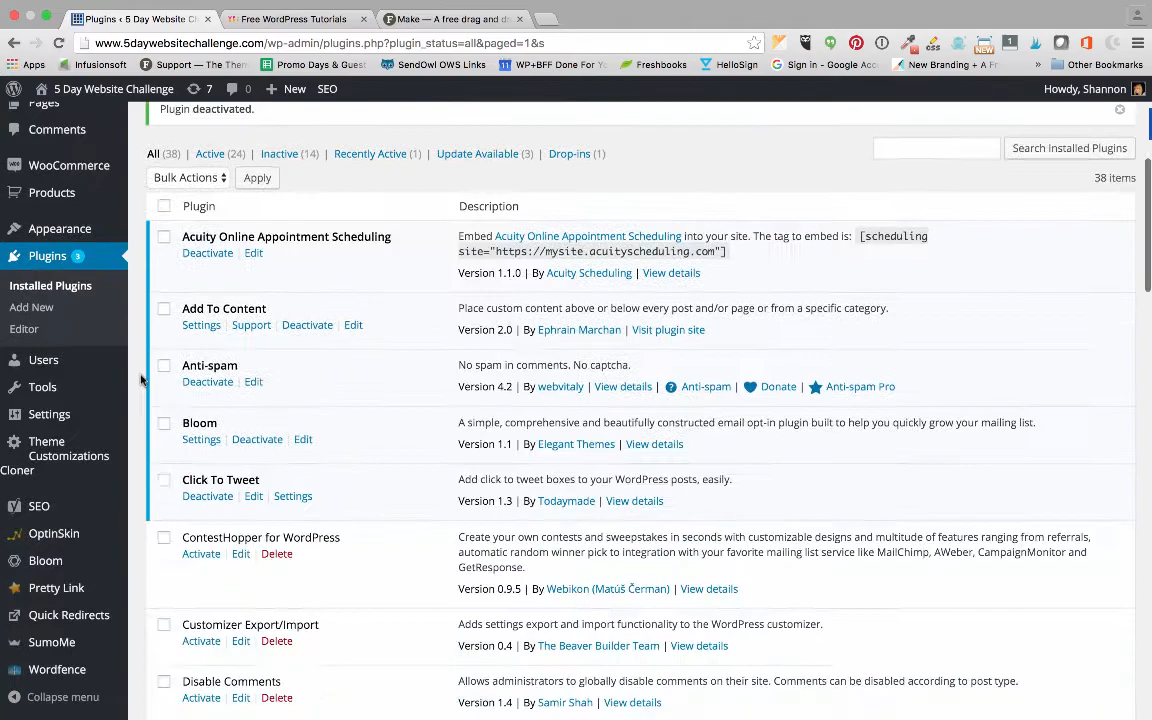 Plugins ‹ 5 Day Website Ch
Free WordPress Tutorials
Make — A free drag and dr
www.5daywebsitechallenge.com/wp-admin/plugins.php?plugin_status=all&paged=1&s
Apps
Infusionsoft
Support — The Them
Promo Days & Guest
SendOwl OWS Links
WP+BFF Done For Yo
Freshbooks
HelloSign
Sign in - Google Acc
New Branding + A Fr
»
Other Bookmarks
5 Day Website Challenge
7
0
New
SEO
Howdy, Shannon
Pages
Comments
WooCommerce
Products
Appearance
Plugins 3
Installed Plugins
Add New
Editor
Users
Tools
Settings
Theme
Customizations
Cloner
SEO
OptinSkin
Bloom
Pretty Link
Quick Redirects
SumoMe
Wordfence
Collapse menu
Plugin deactivated.
All (38) | Active (24) | Inactive (14) | Recently Active (1) | Update Available (3) | Drop-ins (1)
Search Installed Plugins
Bulk Actions
Apply
38 items
Plugin
Description
Acuity Online Appointment Scheduling
Deactivate | Edit
Embed Acuity Online Appointment Scheduling into your site. The tag to embed is: [scheduling
site="https://mysite.acuityscheduling.com"]
Version 1.1.0 | By Acuity Scheduling | View details
Add To Content
Settings | Support | Deactivate | Edit
Place custom content above or below every post and/or page or from a specific category.
Version 2.0 | By Ephrain Marchan | Visit plugin site
Anti-spam
Deactivate | Edit
No spam in comments. No captcha.
Version 4.2 | By webvitaly | View details | Anti-spam | Donate | Anti-spam Pro
Bloom
Settings | Deactivate | Edit
A simple, comprehensive and beautifully constructed email opt-in plugin built to help you quickly grow your mailing list.
Version 1.1 | By Elegant Themes | View details
Click To Tweet
Deactivate | Edit | Settings
Add click to tweet boxes to your WordPress posts, easily.
Version 1.3 | By Todaymade | View details
ContestHopper for WordPress
Activate | Edit | Delete
Create your own contests and sweepstakes in seconds with customizable designs and multitude of features ranging from referrals,
automatic random winner pick to integration with your favorite mailing list service like MailChimp, AWeber, CampaignMonitor and
GetResponse.
Version 0.9.5 | By Webikon (Matúš Čerman) | View details
Customizer Export/Import
Activate | Edit | Delete
Adds settings export and import functionality to the WordPress customizer.
Version 0.4 | By The Beaver Builder Team | View details
Disable Comments
Activate | Edit | Delete
Allows administrators to globally disable comments on their site. Comments can be disabled according to post type.
Version 1.4 | By Samir Shah | View details